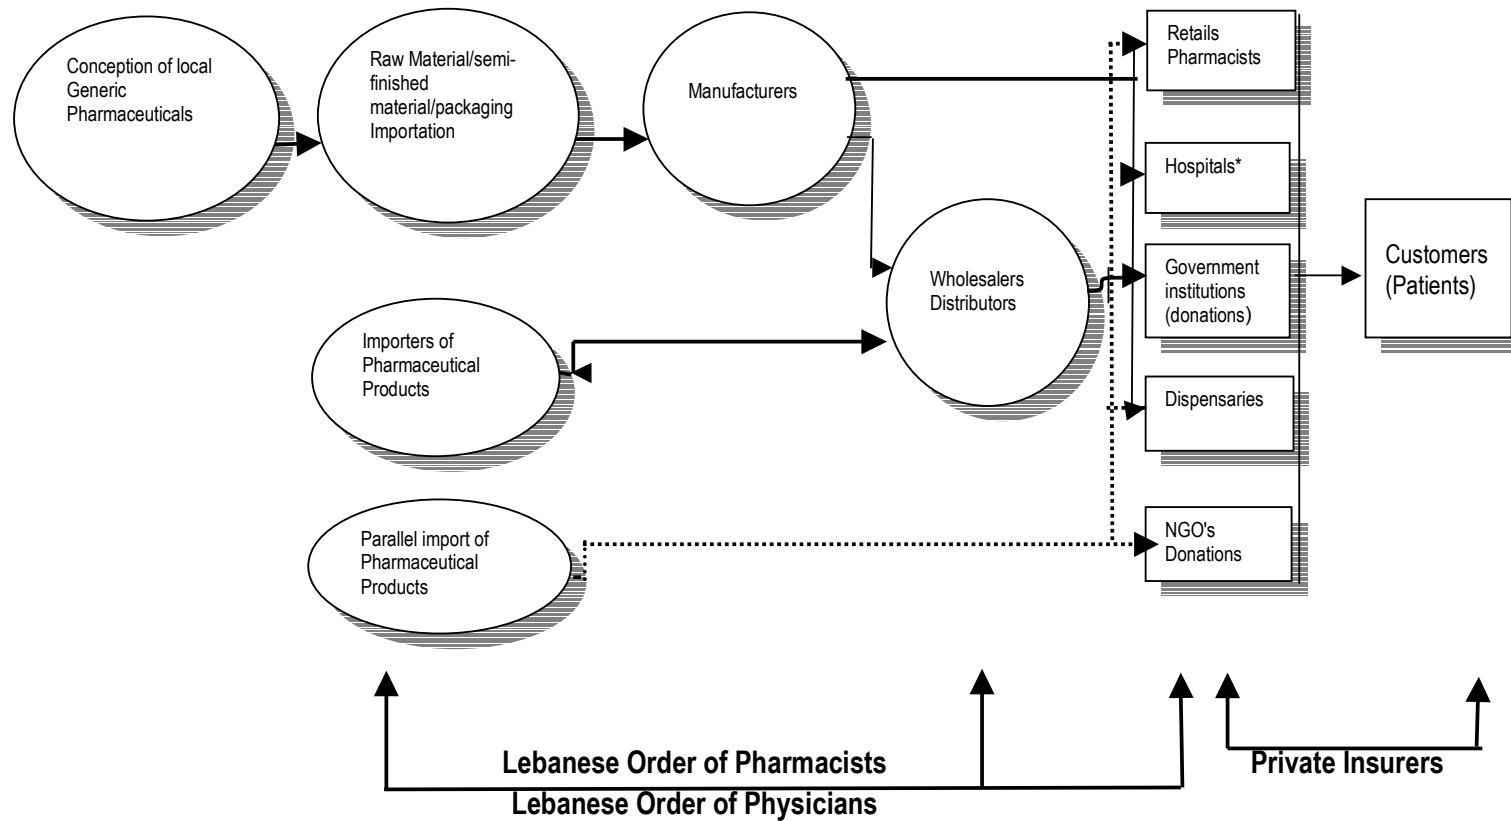 Conception of local
Generic
Pharmaceuticals
Raw Material/semi-
finished
material/packaging
Importation
Manufacturers
Retails
Pharmacists
Hospitals*
Wholesalers
Distributors
Government
institutions
(donations)
Customers
(Patients)
Importers of
Pharmaceutical
Products
Dispensaries
Parallel import of
Pharmaceutical
Products
NGO's
Donations
Lebanese Order of Pharmacists
Lebanese Order of Physicians
Private Insurers